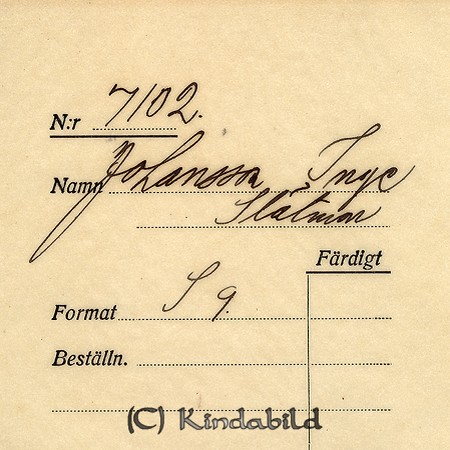 N:r 7102.
Namn Johansson, Inge
Slätmon
Färdigt
Format S 9.
Beställn.
(C) Kindabild